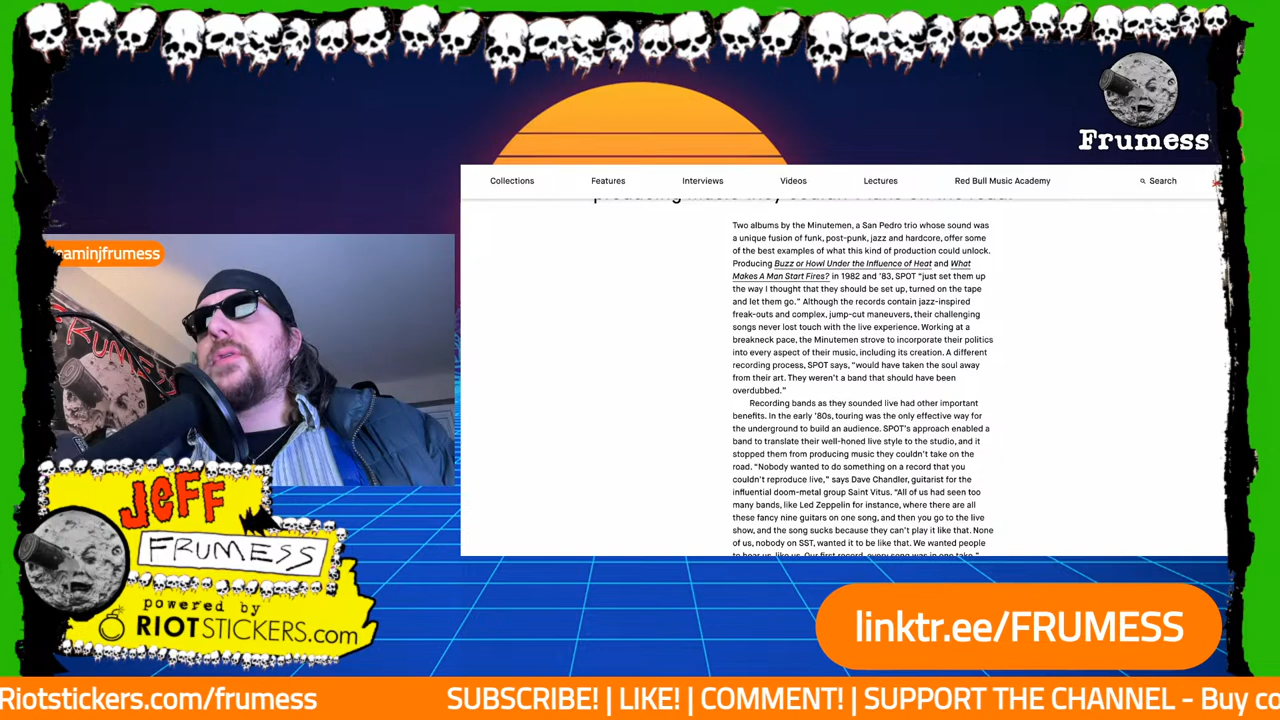 Frumess
Collections Features Interviews Videos Lectures Red Bull Music Academy Search
Two albums by the Minutemen, a San Pedro trio whose sound was
a unique fusion of funk, post-punk, jazz and hardcore, offer some
of the best examples of what this kind of production could unlock.
Producing Buzz or Howl Under the Influence of Heat and What
Makes A Man Start Fires? in 1982 and '83, SPOT “just set them up
the way I thought that they should be set up, turned on the tape
and let them go.” Although the records contain jazz-inspired
freak-outs and complex, jump-cut maneuvers, their challenging
songs never lost touch with the live experience. Working at a
breakneck pace, the Minutemen strove to incorporate their politics
into every aspect of their music, including its creation. A different
recording process, SPOT says, “would have taken the soul away
from their art. They weren't a band that should have been
overdubbed.”
Recording bands as they sounded live had other important
benefits. In the early '80s, touring was the only effective way for
the underground to build an audience. SPOT's approach enabled a
band to translate their well-honed live style to the studio, and it
stopped them from producing music they couldn't take on the
road. “Nobody wanted to do something on a record that you
couldn't reproduce live,” says Dave Chandler, guitarist for the
influential doom-metal group Saint Vitus. “All of us had seen too
many bands, like Led Zeppelin for instance, where there are all
these fancy nine guitars on one song, and then you go to the live
show, and the song sucks because they can't play it like that. None
of us, nobody on SST, wanted it to be like that. We wanted people
to hear us, like us. Our first record, every song was in one take.”
aminjfrumess
FRUMESS
JEFF
FRUMESS
powered by
RIOTSTICKERS.com
linktr.ee/FRUMESS
Riotstickers.com/frumess SUBSCRIBE! | LIKE! | COMMENT! | SUPPORT THE CHANNEL - Buy co